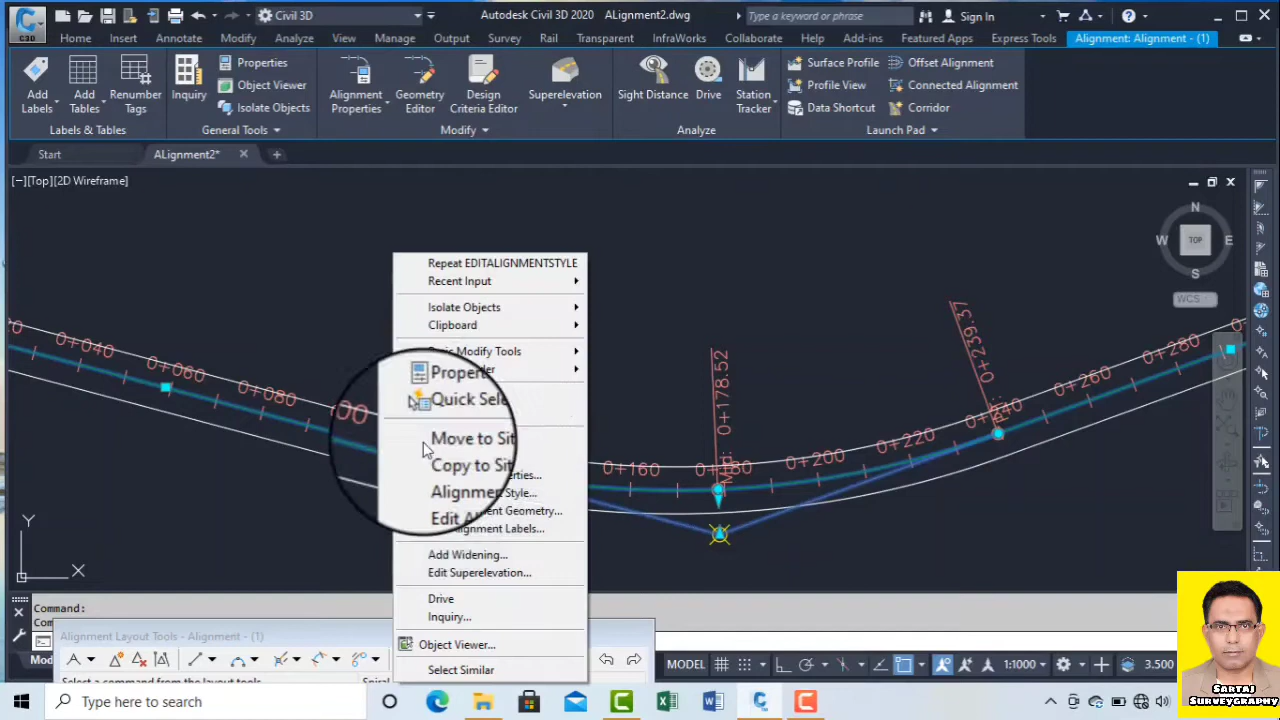 Civil 3D
Autodesk Civil 3D 2020 ALignment2.dwg
Type a keyword or phrase
Sign In
C3D
Home Insert Annotate Modify Analyze View Manage Output Survey Rail Transparent InfraWorks Collaborate Help Add-ins Featured Apps Express Tools Alignment: Alignment - (1)
Add Labels
Add Tables
Renumber Tags
Labels & Tables
Inquiry
Properties
Object Viewer
Isolate Objects
General Tools
Alignment Properties
Geometry Editor
Design Criteria Editor
Superelevation
Modify
Sight Distance
Drive
Station Tracker
Analyze
Surface Profile
Profile View
Data Shortcut
Offset Alignment
Connected Alignment
Corridor
Launch Pad
Start
ALignment2*
[−][Top][2D Wireframe]
N
W TOP E
S
WCS
0+040
0+060
0+080
0+160
0+180
0+200
0+220
0+240
0+260
0+280
Mid: 0+178.52
0+239.37
Repeat EDITALIGNMENTSTYLE
Recent Input
Isolate Objects
Clipboard
Modify Tools
Quick
Move to
Copy to
Edit
Style...
Geometry...
Labels...
Add Widening...
Edit Superelevation...
Drive
Inquiry...
Object Viewer...
Select Similar
Y
X
Command:
Alignment Layout Tools - Alignment - (1)
Select a command from the layout tools
MODEL
1:1000
3.500
Type here to search
SARTAJ
SURVEYGRAPHY